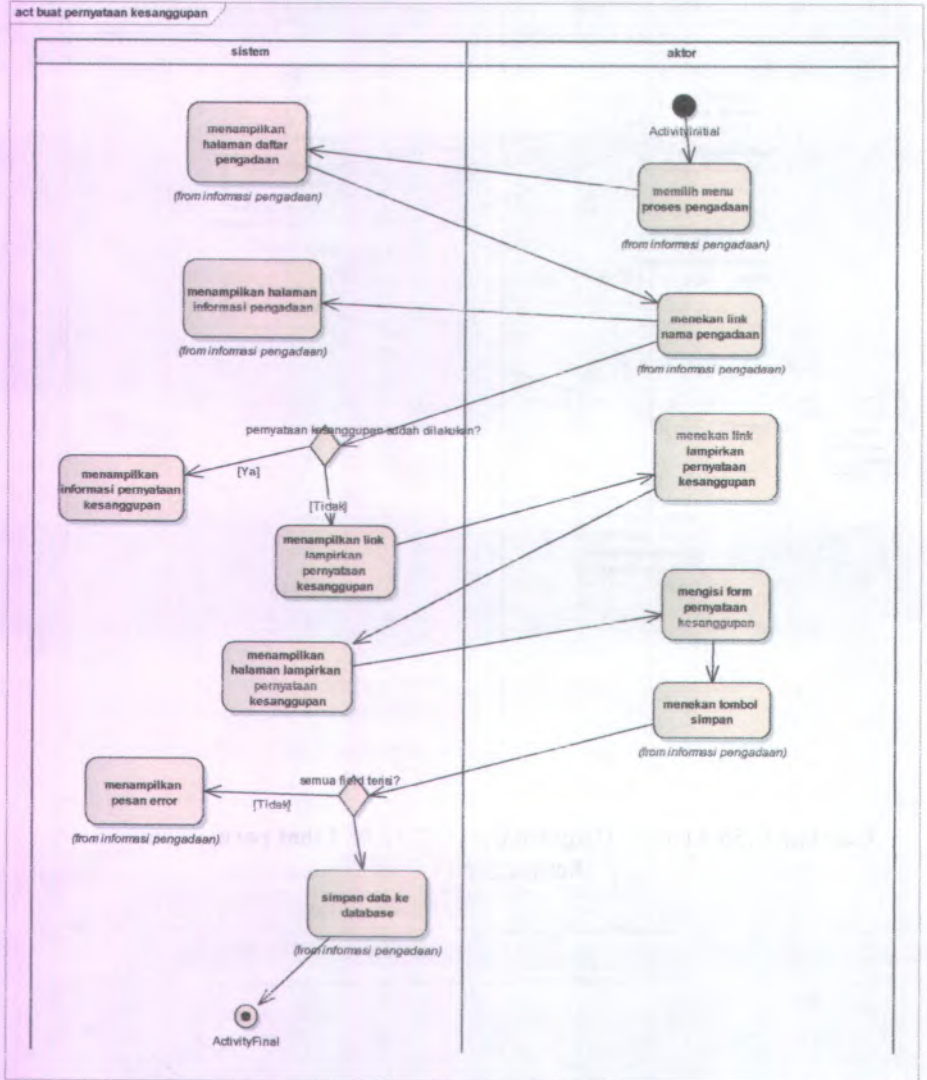 act buat pernyataan kesanggupan
sistem
aktor
ActivityInitial
menampilkan
halaman daftar
pengadaan
(from informasi pengadaan)
memilih menu
proses pengadaan
(from informasi pengadaan)
menampilkan halaman
informasi pengadaan
(from informasi pengadaan)
menekan link
nama pengadaan
(from informasi pengadaan)
pernyataan kesanggupan sudah dilakukan?
menekan link
lampirkan
pernyataan
kesanggupan
[Ya]
menampilkan
informasi pernyataan
kesanggupan
[Tidak]
menampilkan link
lampirkan
pernyataan
kesanggupan
mengisi form
pernyataan
kesanggupan
menampilkan
halaman lampirkan
pernyataan
kesanggupan
menekan tombol
simpan
(from informasi pengadaan)
semua field terisi?
[Tidak]
menampilkan
pesan error
(from informasi pengadaan)
simpan data ke
database
(from informasi pengadaan)
ActivityFinal